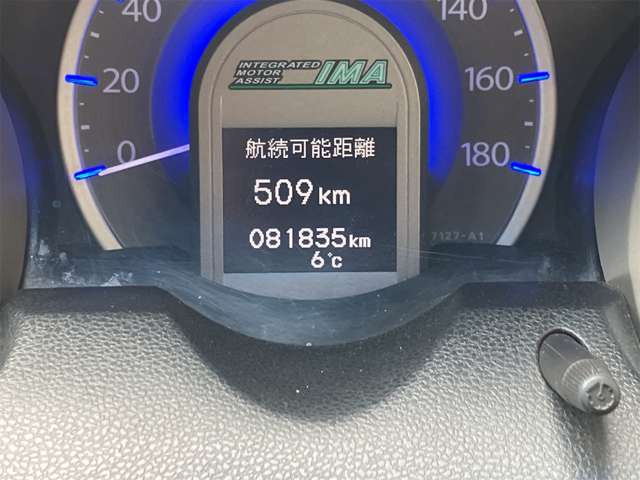 40
140
INTEGRATED
MOTOR
ASSIST
IMA
20
160
航続可能距離
0
180
509km
081835km
7127-A1
6℃